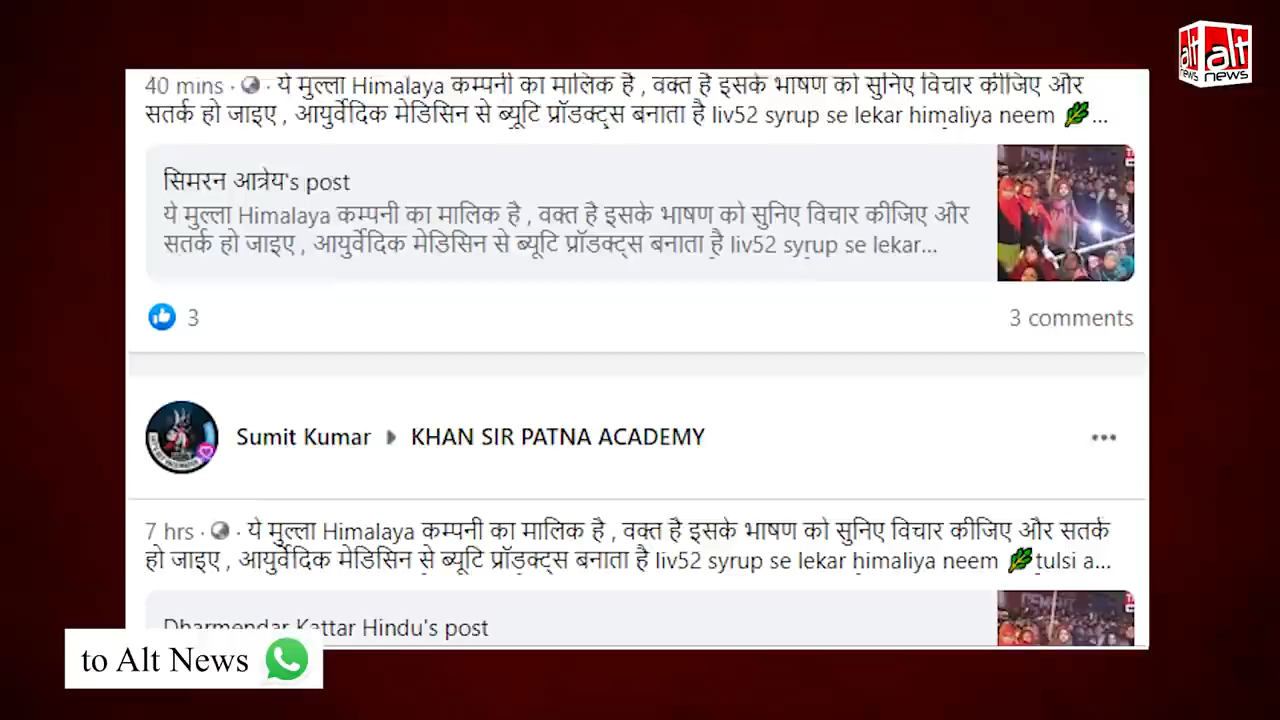 alt alt
news news
40 mins · ये मुल्ला Himalaya कम्पनी का मालिक है , वक्त है इसके भाषण को सुनिए विचार कीजिए और
सतर्क हो जाइए , आयुर्वेदिक मेडिसिन से ब्यूटि प्रॉडक्ट्स बनाता है liv52 syrup se lekar himaliya neem 🌿...
सिमरन आत्रेय's post
ये मुल्ला Himalaya कम्पनी का मालिक है , वक्त है इसके भाषण को सुनिए विचार कीजिए और
सतर्क हो जाइए , आयुर्वेदिक मेडिसिन से ब्यूटि प्रॉडक्ट्स बनाता है liv52 syrup se lekar...
3
3 comments
Sumit Kumar ▸ KHAN SIR PATNA ACADEMY
7 hrs · ये मुल्ला Himalaya कम्पनी का मालिक है , वक्त है इसके भाषण को सुनिए विचार कीजिए और सतर्क
हो जाइए , आयुर्वेदिक मेडिसिन से ब्यूटि प्रॉडक्ट्स बनाता है liv52 syrup se lekar himaliya neem 🌿tulsi a...
Dharmendar Kattar Hindu's post
to Alt News